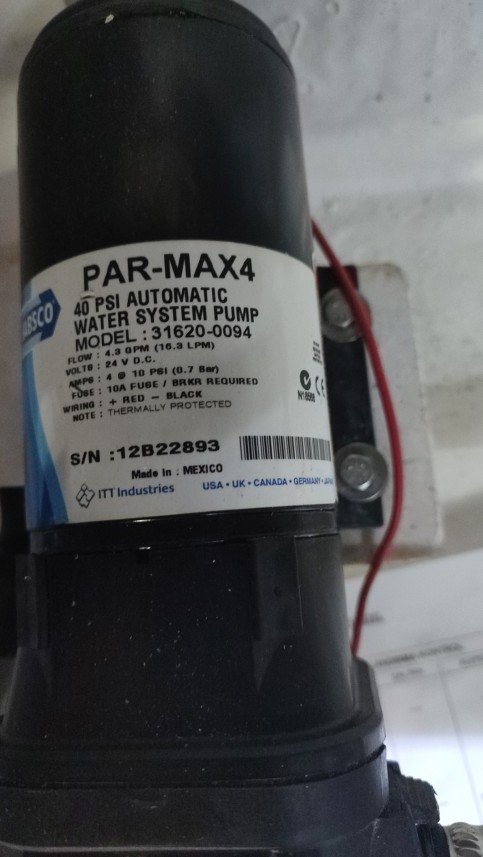 PAR-MAX4
40 PSI AUTOMATIC
WATER SYSTEM PUMP
MODEL : 31620-0094
FLOW : 4.3 GPM (16.3 LPM)
VOLTS : 24 V D.C.
AMPS : 4 @ 10 PSI (0.7 Bar)
FUSE : 10A FUSE / BRKR REQUIRED
WIRING : + RED - BLACK
NOTE : THERMALLY PROTECTED
ABSCO
S/N : 12B22893
Made in : MEXICO
ITT Industries
USA • UK • CANADA • GERMANY • JAPA